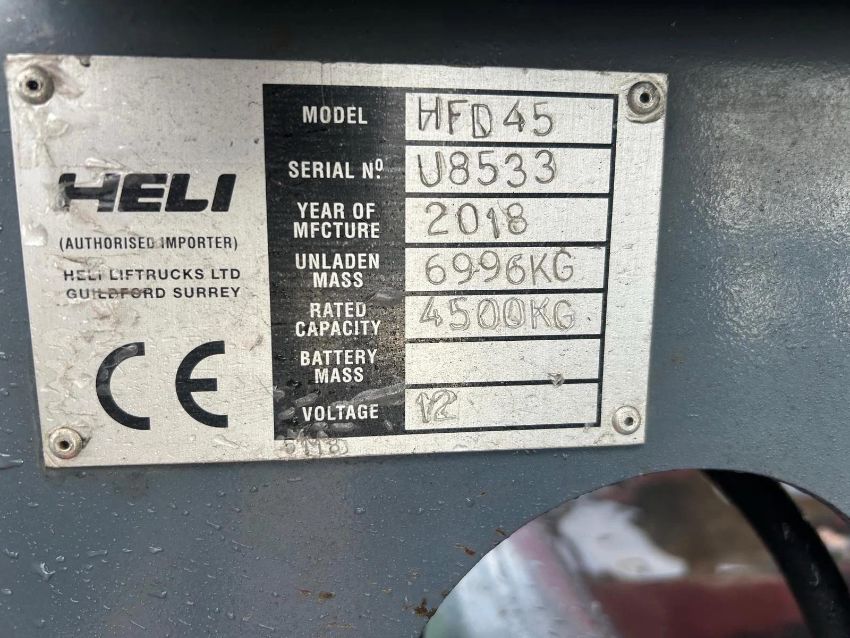 HELI
(AUTHORISED IMPORTER)
HELI LIFTRUCKS LTD
GUILDFORD SURREY
CE
MODEL HFD45
SERIAL Nº U8533
YEAR OF
MFCTURE 2018
UNLADEN
MASS 6996KG
RATED
CAPACITY 4500KG
BATTERY
MASS
VOLTAGE 12